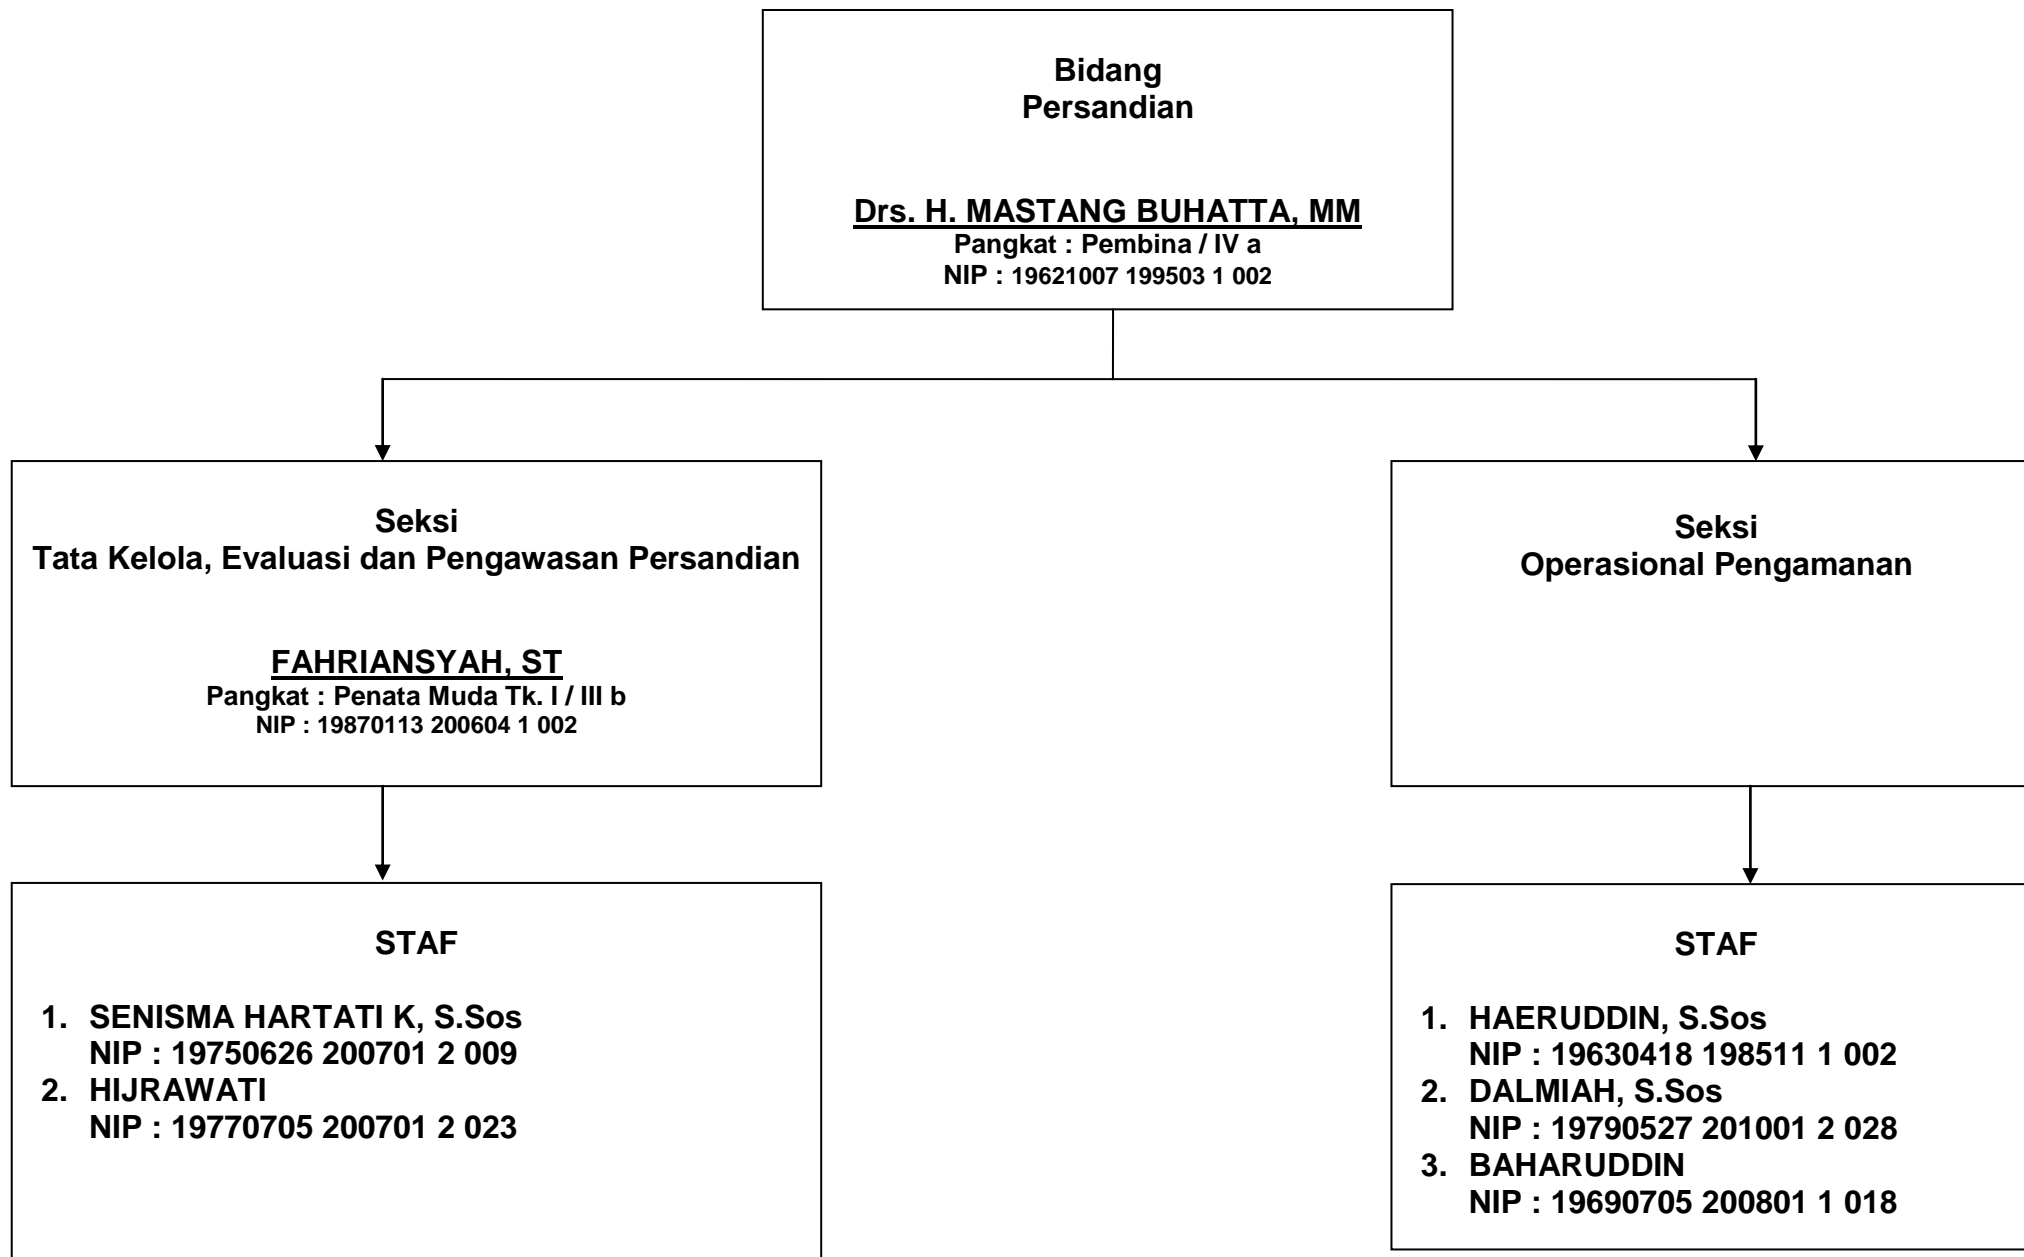 Bidang
Persandian
Drs. H. MASTANG BUHATTA, MM
Pangkat : Pembina / IV a
NIP : 19621007 199503 1 002
Seksi
Tata Kelola, Evaluasi dan Pengawasan Persandian
FAHRIANSYAH, ST
Pangkat : Penata Muda Tk. I / III b
NIP : 19870113 200604 1 002
Seksi
Operasional Pengamanan
STAF
1. SENISMA HARTATI K, S.Sos
NIP : 19750626 200701 2 009
2. HIJRAWATI
NIP : 19770705 200701 2 023
STAF
1. HAERUDDIN, S.Sos
NIP : 19630418 198511 1 002
2. DALMIAH, S.Sos
NIP : 19790527 201001 2 028
3. BAHARUDDIN
NIP : 19690705 200801 1 018